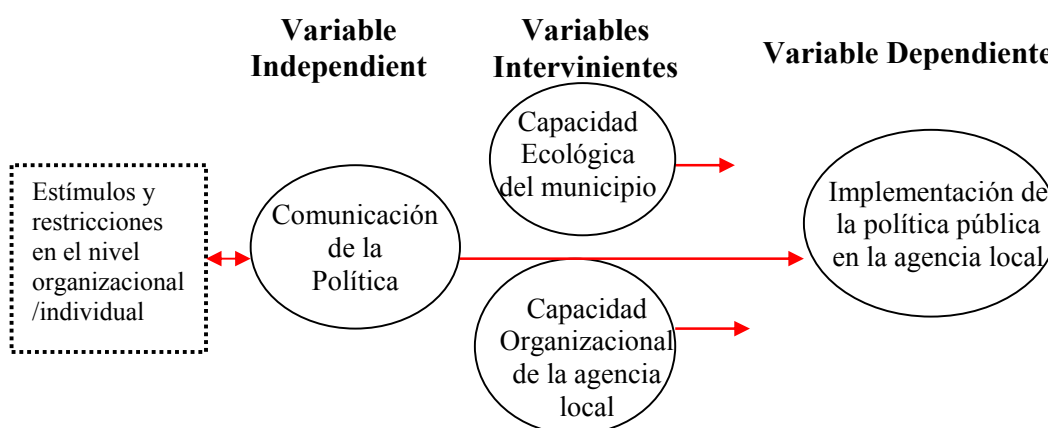 Variable
Independient
Variables
Intervinientes
Variable Dependiente
Estímulos y
restricciones
en el nivel
organizacional
/individual
Comunicación
de la
Política
Capacidad
Ecológica
del municipio
Capacidad
Organizacional
de la agencia
local
Implementación de
la política pública
en la agencia local